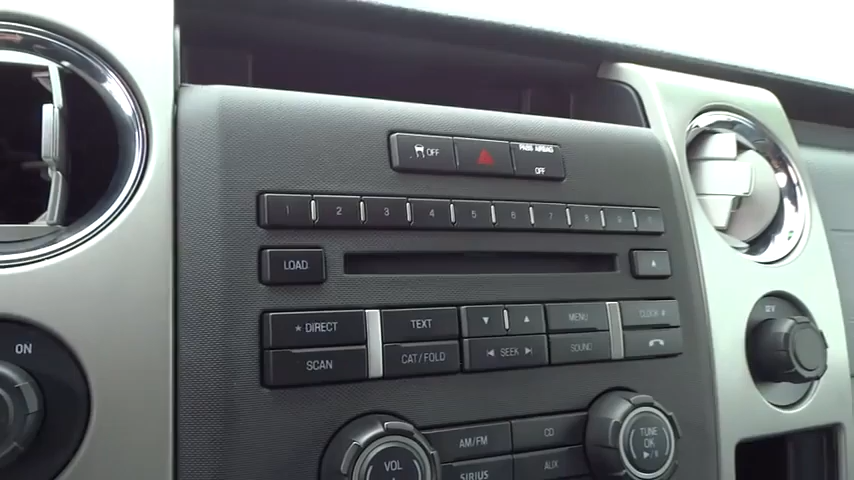 OFF
PASS AIRBAG
OFF
1 2 3 4 5 6 7 8 9
LOAD
* DIRECT TEXT MENU CLOCK #
SCAN CAT/FOLD SEEK SOUND
ON
AM/FM CD
VOL SIRIUS AUX
TUNE
OK